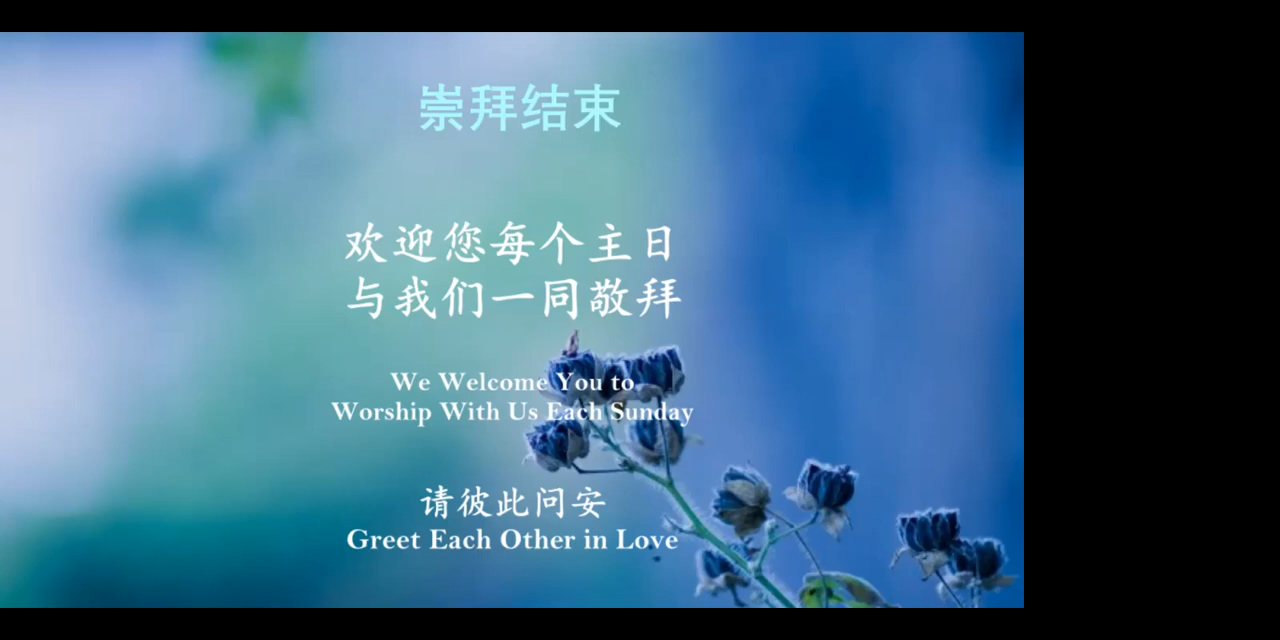 崇拜结束
欢迎您每个主日
与我们一同敬拜
We Welcome You to
Worship With Us Each Sunday
请彼此问安
Greet Each Other in Love